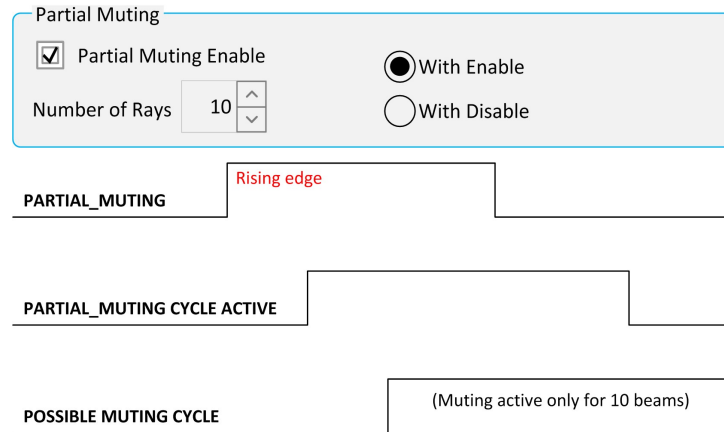 Partial Muting
Partial Muting Enable
With Enable
Number of Rays 10
With Disable
Rising edge
PARTIAL_MUTING
PARTIAL_MUTING CYCLE ACTIVE
(Muting active only for 10 beams)
POSSIBLE MUTING CYCLE